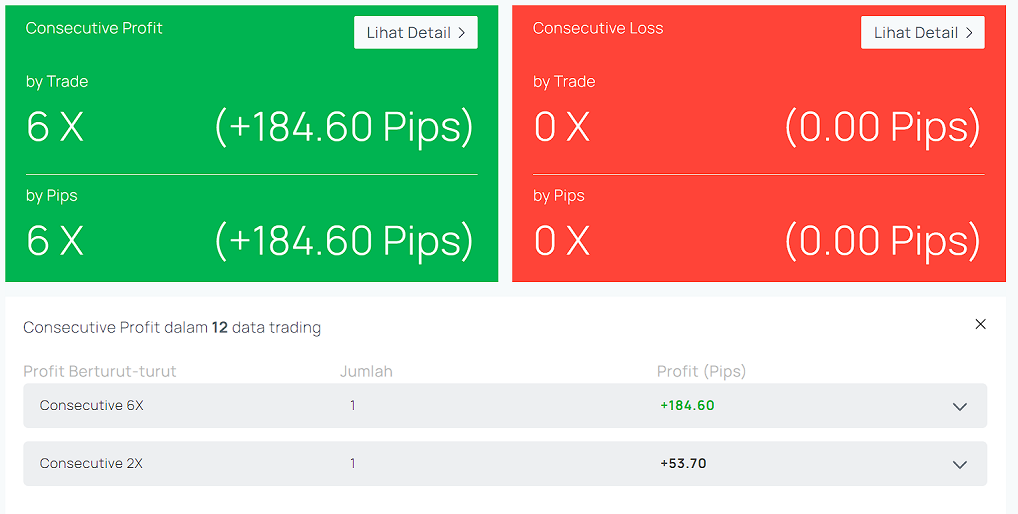 Consecutive Profit
Lihat Detail >
by Trade
6 X (+184.60 Pips)
by Pips
6 X (+184.60 Pips)
Consecutive Loss
Lihat Detail >
by Trade
0 X (0.00 Pips)
by Pips
0 X (0.00 Pips)
Consecutive Profit dalam 12 data trading
Profit Berturut-turut Jumlah Profit (Pips)
Consecutive 6X 1 +184.60
Consecutive 2X 1 +53.70